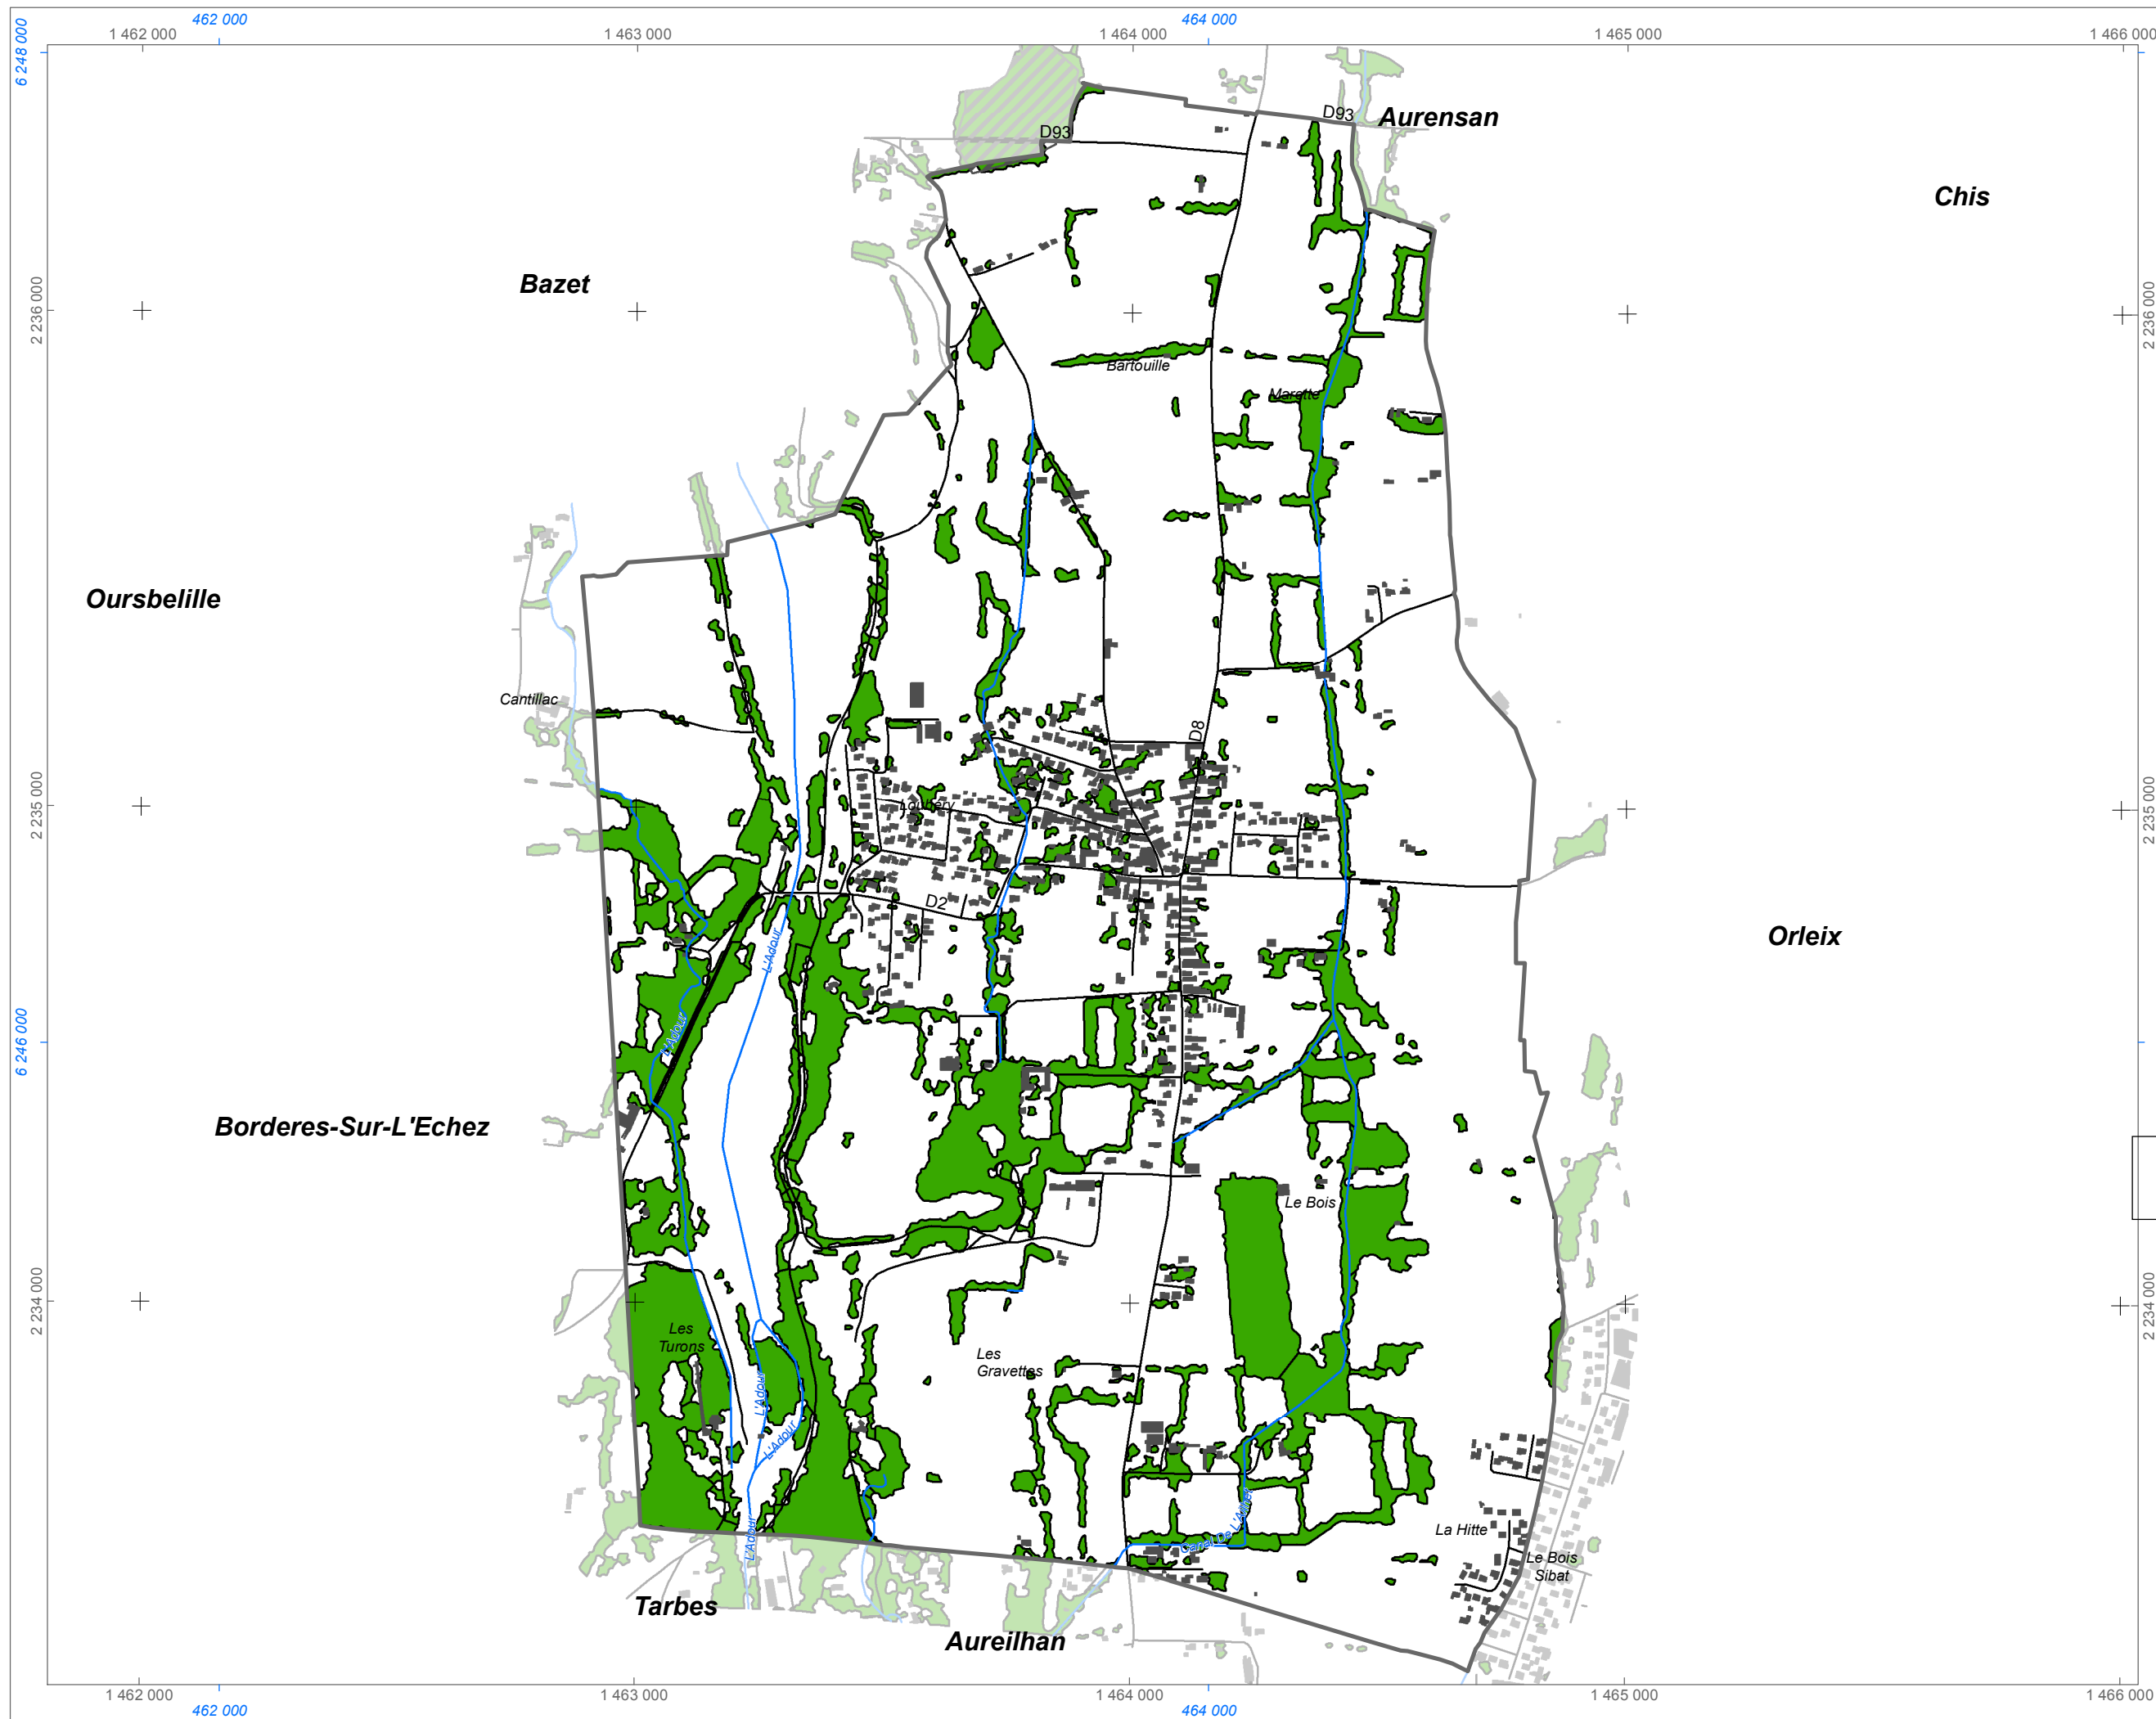 462 000
464 000
1 462 000
1 463 000
1 464 000
1 465 000
1 466 000
6 248 000
D93
Aurensan
D93
Chis
Bazet
2 236 000
2 236 000
Bartouille
Marette
Oursbelille
Cantillac
D8
2 235 000
2 235 000
Loubéry
D2
L'Adour
Orleix
6 246 000
L'Adour
Borderes-Sur-L'Echez
Le Bois
2 234 000
2 234 000
Les
Turons
Les
Gravettes
L'Adour
L'Adour
L'Adour
Canal De L'Ailhet
La Hitte
Le Bois
Sibat
Tarbes
Aureilhan
1 462 000
1 463 000
1 464 000
1 465 000
1 466 000
462 000
464 000